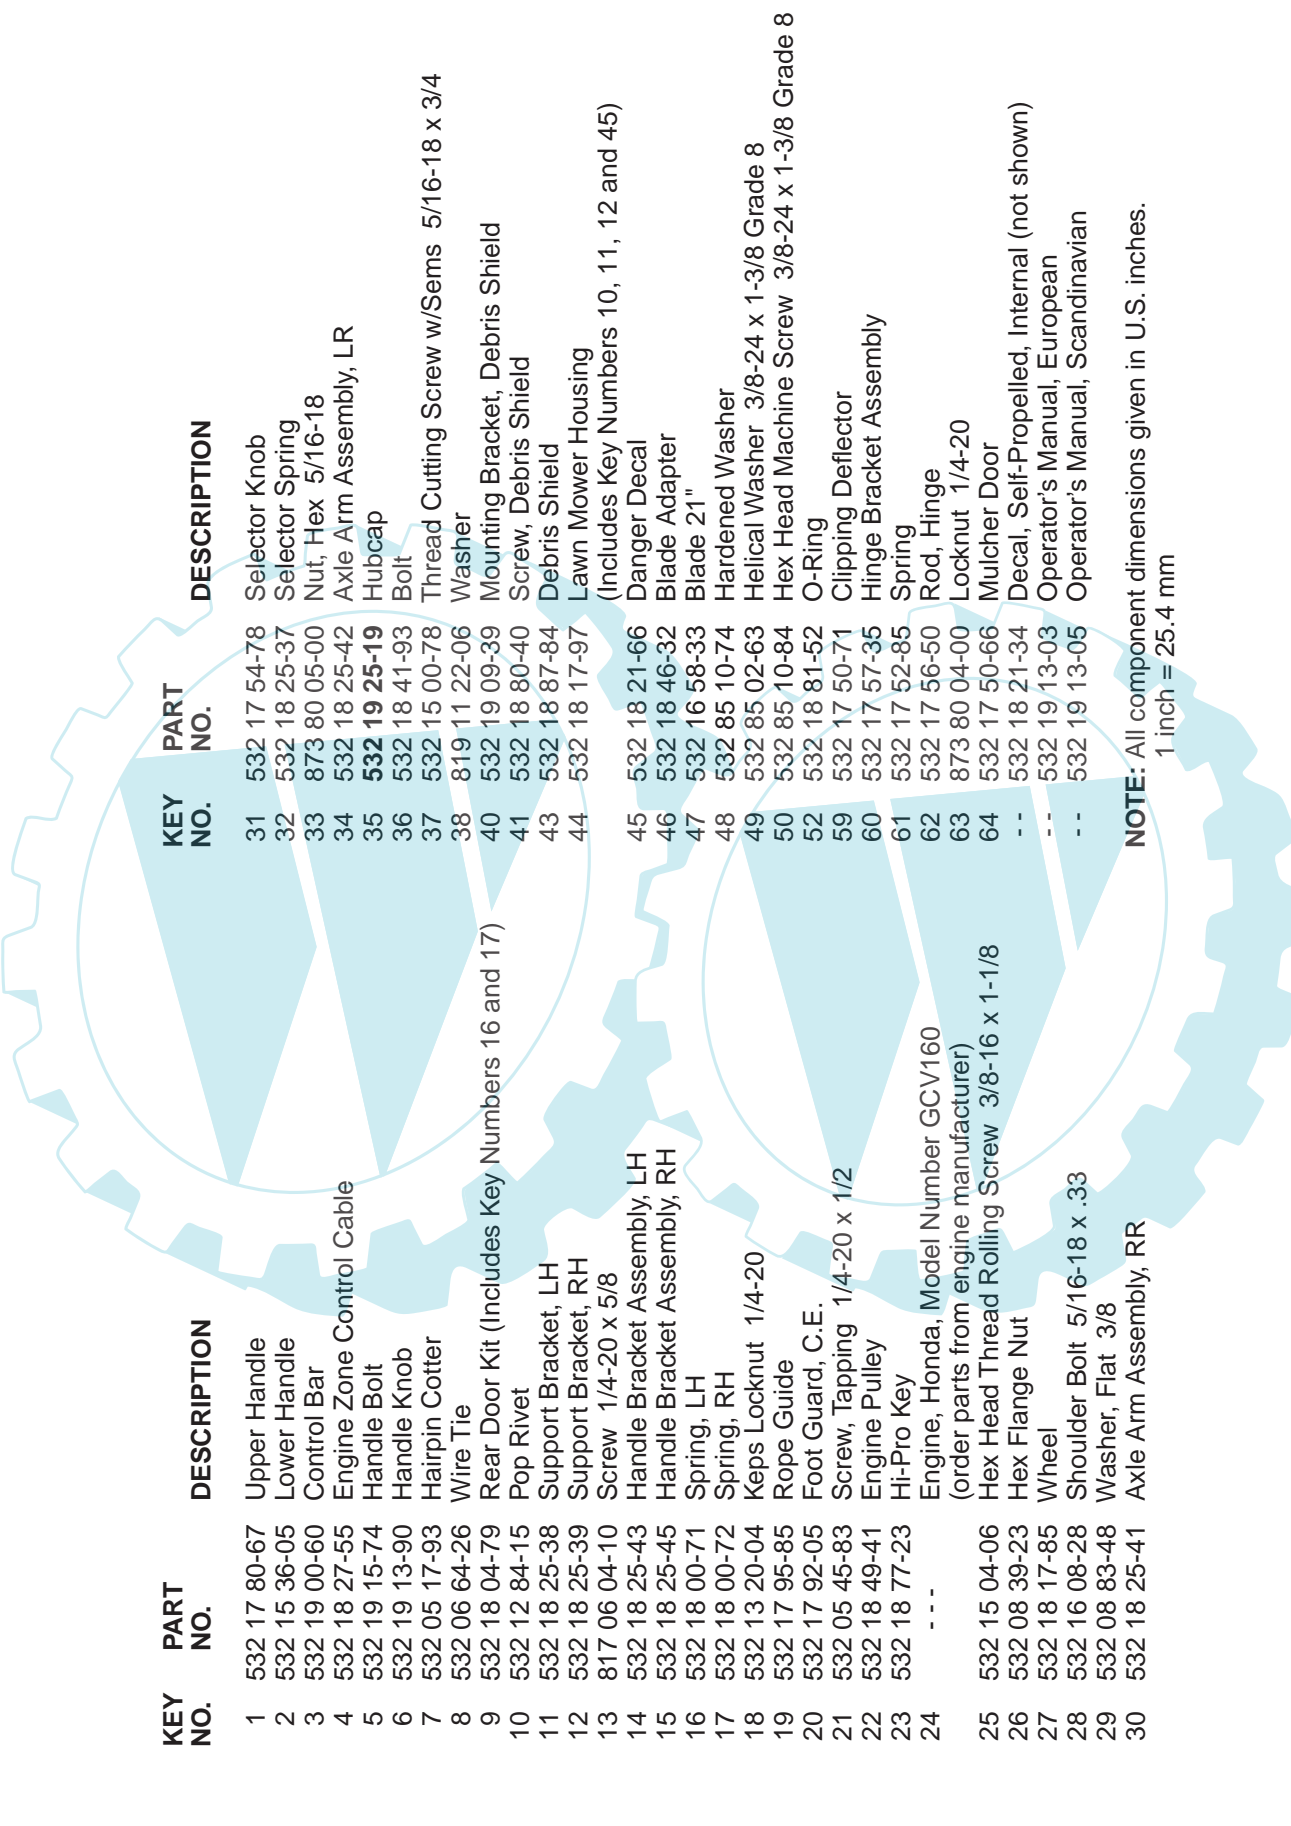 KEY PART
NO. NO. DESCRIPTION
1 532 17 80-67 Upper Handle
2 532 15 36-05 Lower Handle
3 532 19 00-60 Control Bar
4 532 18 27-55 Engine Zone Control Cable
5 532 19 15-74 Handle Bolt
6 532 19 13-90 Handle Knob
7 532 05 17-93 Hairpin Cotter
8 532 06 64-26 Wire Tie
9 532 18 04-79 Rear Door Kit (Includes Key Numbers 16 and 17)
10 532 12 84-15 Pop Rivet
11 532 18 25-38 Support Bracket, LH
12 532 18 25-39 Support Bracket, RH
13 817 06 04-10 Screw 1/4-20 x 5/8
14 532 18 25-43 Handle Bracket Assembly, LH
15 532 18 25-45 Handle Bracket Assembly, RH
16 532 18 00-71 Spring, LH
17 532 18 00-72 Spring, RH
18 532 13 20-04 Keps Locknut 1/4-20
19 532 17 95-85 Rope Guide
20 532 17 92-05 Foot Guard, C.E.
21 532 05 45-83 Screw, Tapping 1/4-20 x 1/2
22 532 18 49-41 Engine Pulley
23 532 18 77-23 Hi-Pro Key
24 - - - Engine, Honda, Model Number GCV160
(order parts from engine manufacturer)
25 532 15 04-06 Hex Head Thread Rolling Screw 3/8-16 x 1-1/8
26 532 08 39-23 Hex Flange Nut
27 532 18 17-85 Wheel
28 532 16 08-28 Shoulder Bolt 5/16-18 x .33
29 532 08 83-48 Washer, Flat 3/8
30 532 18 25-41 Axle Arm Assembly, RR
KEY PART
NO. NO. DESCRIPTION
31 532 17 54-78 Selector Knob
32 532 18 25-37 Selector Spring
33 873 80 05-00 Nut, Hex 5/16-18
34 532 18 25-42 Axle Arm Assembly, LR
35 532 19 25-19 Hubcap
36 532 18 41-93 Bolt
37 532 15 00-78 Thread Cutting Screw w/Sems 5/16-18 x 3/4
38 819 11 22-06 Washer
40 532 19 09-39 Mounting Bracket, Debris Shield
41 532 18 80-40 Screw, Debris Shield
43 532 18 87-84 Debris Shield
44 532 18 17-97 Lawn Mower Housing
(Includes Key Numbers 10, 11, 12 and 45)
45 532 18 21-66 Danger Decal
46 532 18 46-32 Blade Adapter
47 532 16 58-33 Blade 21"
48 532 85 10-74 Hardened Washer
49 532 85 02-63 Helical Washer 3/8-24 x 1-3/8 Grade 8
50 532 85 10-84 Hex Head Machine Screw 3/8-24 x 1-3/8 Grade 8
52 532 18 81-52 O-Ring
59 532 17 50-71 Clipping Deflector
60 532 17 57-35 Hinge Bracket Assembly
61 532 17 52-85 Spring
62 532 17 56-50 Rod, Hinge
63 873 80 04-00 Locknut 1/4-20
64 532 17 50-66 Mulcher Door
- - 532 18 21-34 Decal, Self-Propelled, Internal (not shown)
- - 532 19 13-03 Operator's Manual, European
- - 532 19 13-05 Operator's Manual, Scandinavian
NOTE: All component dimensions given in U.S. inches.
1 inch = 25.4 mm